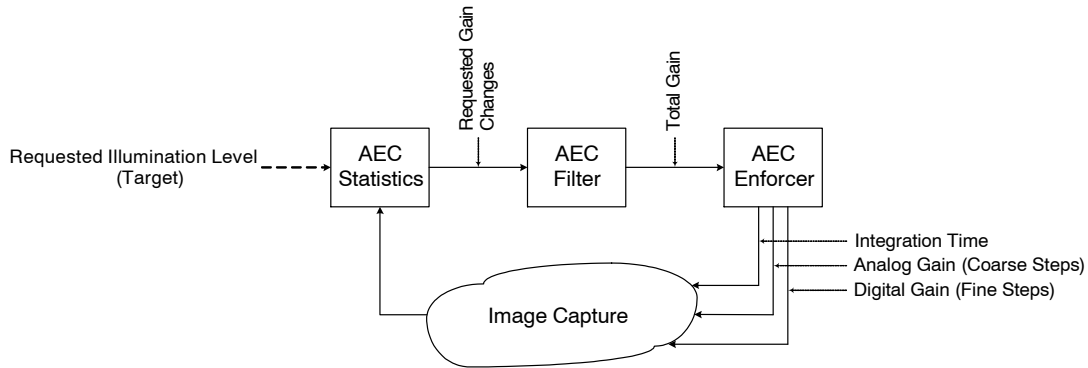 Requested Gain
Changes
Total Gain
Requested Illumination Level
(Target)
AEC
Statistics
AEC
Filter
AEC
Enforcer
Integration Time
Analog Gain (Coarse Steps)
Digital Gain (Fine Steps)
Image Capture